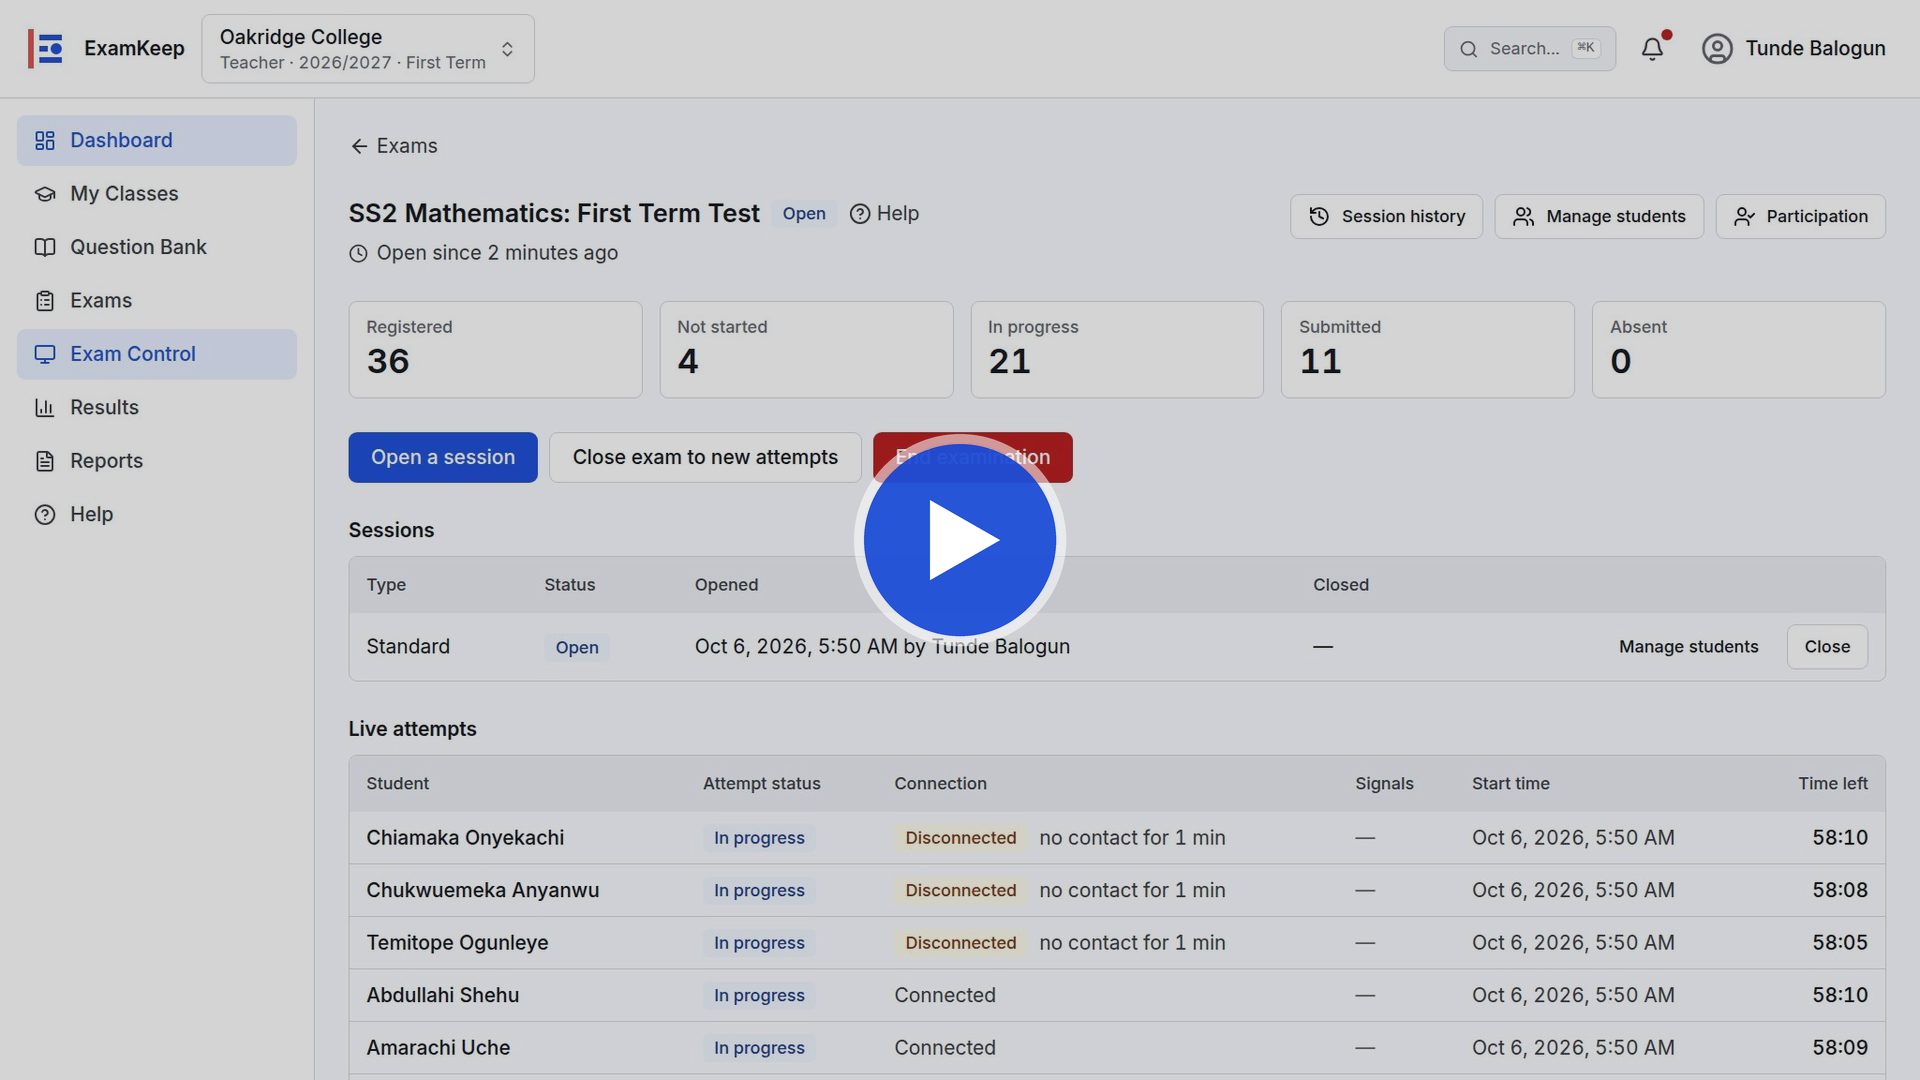 ExamKeep
Oakridge College
Teacher · 2026/2027 · First Term
Search... ⌘K
Tunde Balogun
Dashboard
My Classes
Question Bank
Exams
Exam Control
Results
Reports
Help
← Exams
SS2 Mathematics: First Term Test Open Help
Open since 2 minutes ago
Session history Manage students Participation
Registered Not started In progress Submitted Absent
36 4 21 11 0
Open a session Close exam to new attempts End examination
Sessions
Type Status Opened Closed
Standard Open Oct 6, 2026, 5:50 AM by Tunde Balogun — Manage students Close
Live attempts
Student Attempt status Connection Signals Start time Time left
Chiamaka Onyekachi In progress Disconnected no contact for 1 min — Oct 6, 2026, 5:50 AM 58:10
Chukwuemeka Anyanwu In progress Disconnected no contact for 1 min — Oct 6, 2026, 5:50 AM 58:08
Temitope Ogunleye In progress Disconnected no contact for 1 min — Oct 6, 2026, 5:50 AM 58:05
Abdullahi Shehu In progress Connected — Oct 6, 2026, 5:50 AM 58:10
Amarachi Uche In progress Connected — Oct 6, 2026, 5:50 AM 58:09